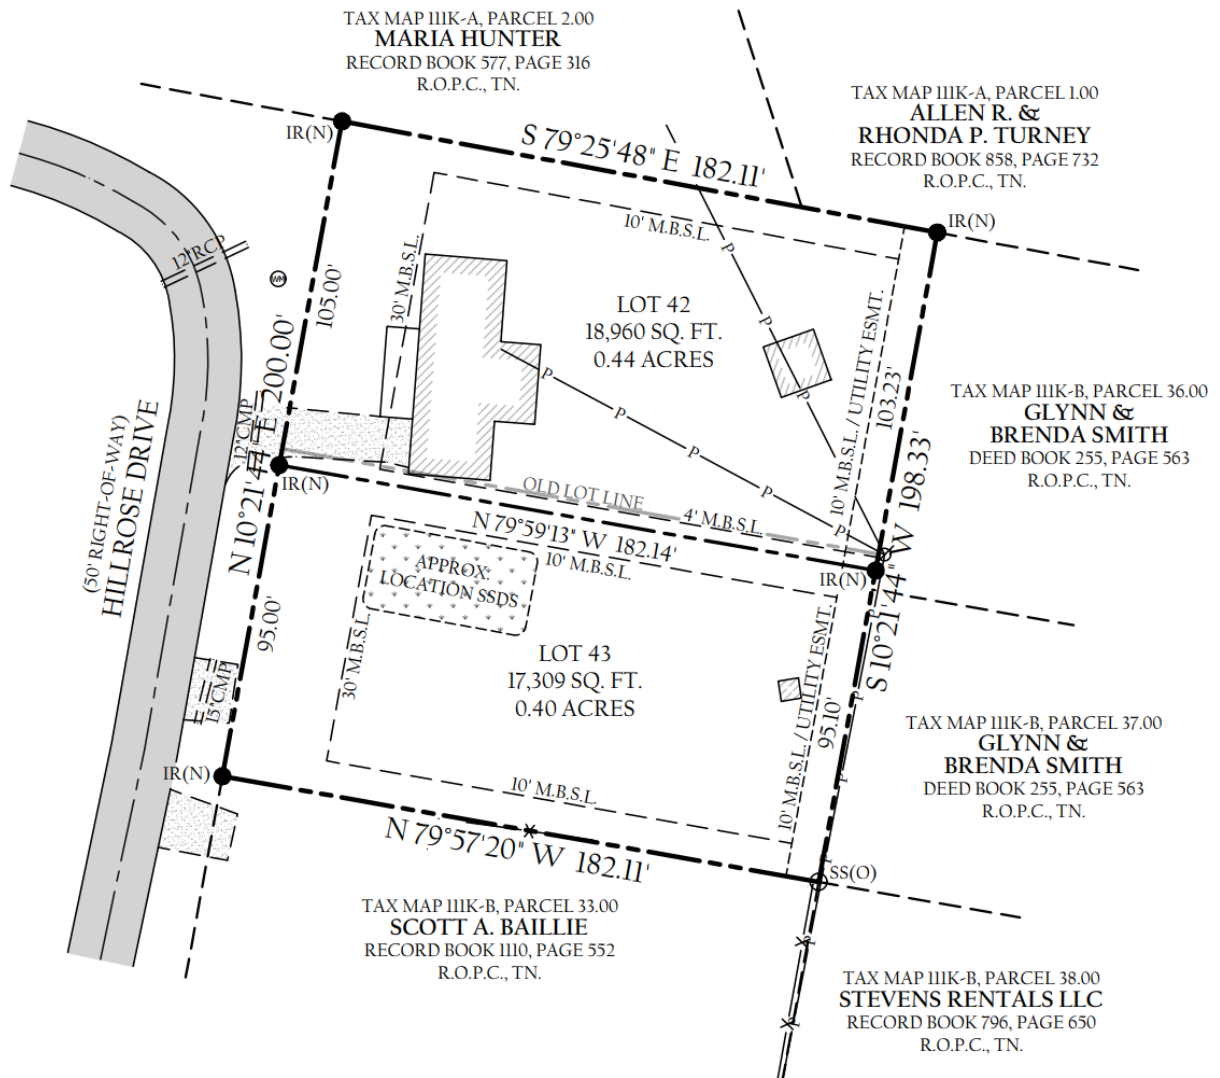 TAX MAP 111K-A, PARCEL 2.00
MARIA HUNTER
RECORD BOOK 577, PAGE 316
R.O.P.C., TN.
TAX MAP 111K-A, PARCEL 1.00
ALLEN R. &
RHONDA P. TURNEY
RECORD BOOK 858, PAGE 732
R.O.P.C., TN.
IR(N)
S 79°25'48" E 182.11'
IR(N)
10' M.B.S.L.
12"RCP
WM
105.00'
30' M.B.S.L.
LOT 42
18,960 SQ. FT.
0.44 ACRES
P
P
P
P
P
P
P
P
10' M.B.S.L. / UTILITY ESMT.
103.23'
TAX MAP 111K-B, PARCEL 36.00
GLYNN &
BRENDA SMITH
DEED BOOK 255, PAGE 563
R.O.P.C., TN.
(50' RIGHT-OF-WAY)
HILLROSE DRIVE
12"CMP
N 10°21'44" E 200.00'
IR(N)
OLD LOT LINE
4' M.B.S.L.
N 79°59'13" W 182.14'
10' M.B.S.L.
IR(N)
S 10°21'44" W 198.33'
APPROX.
LOCATION SSDS
95.00'
30' M.B.S.L.
LOT 43
17,309 SQ. FT.
0.40 ACRES
15"CMP
10' M.B.S.L. / UTILITY ESMT.
95.10'
P
P
P
P
TAX MAP 111K-B, PARCEL 37.00
GLYNN &
BRENDA SMITH
DEED BOOK 255, PAGE 563
R.O.P.C., TN.
IR(N)
10' M.B.S.L.
N 79°57'20" W 182.11'
SS(O)
TAX MAP 111K-B, PARCEL 33.00
SCOTT A. BAILLIE
RECORD BOOK 1110, PAGE 552
R.O.P.C., TN.
P
P
TAX MAP 111K-B, PARCEL 38.00
STEVENS RENTALS LLC
RECORD BOOK 796, PAGE 650
R.O.P.C., TN.